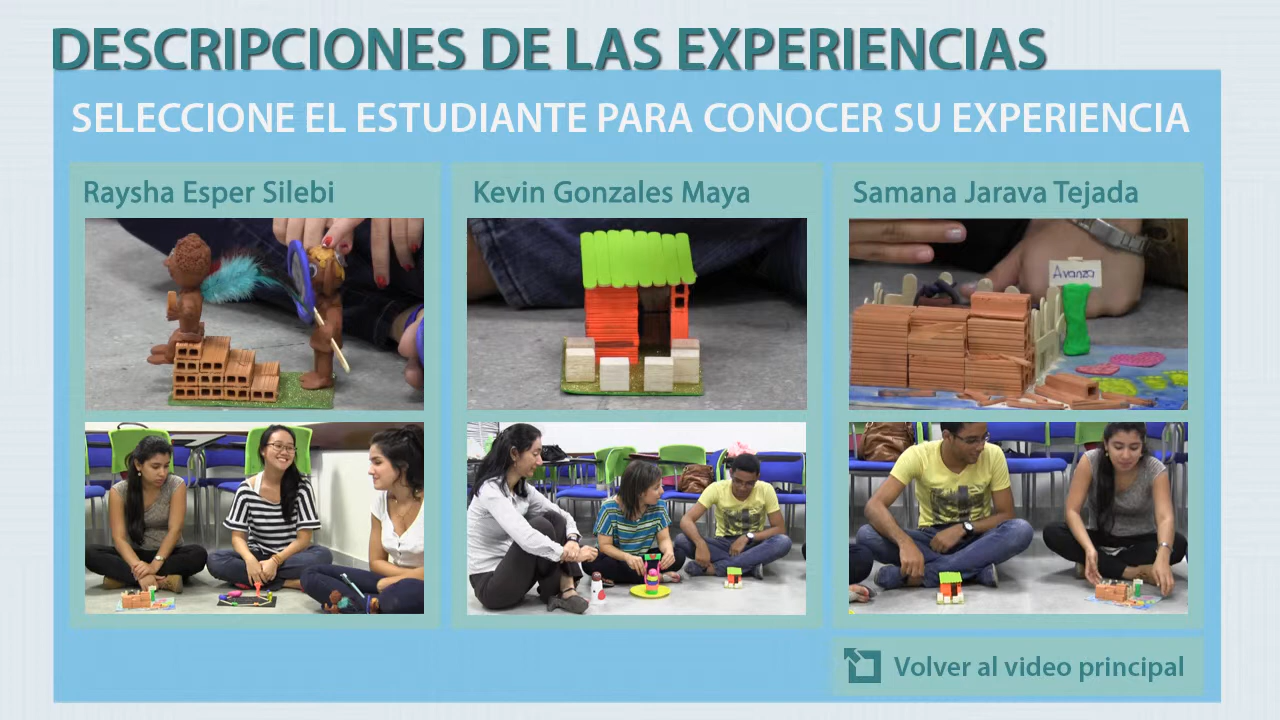 DESCRIPCIONES DE LAS EXPERIENCIAS
SELECCIONE EL ESTUDIANTE PARA CONOCER SU EXPERIENCIA
Raysha Esper Silebi
Kevin Gonzales Maya
Samana Jarava Tejada
Avanza
Volver al video principal